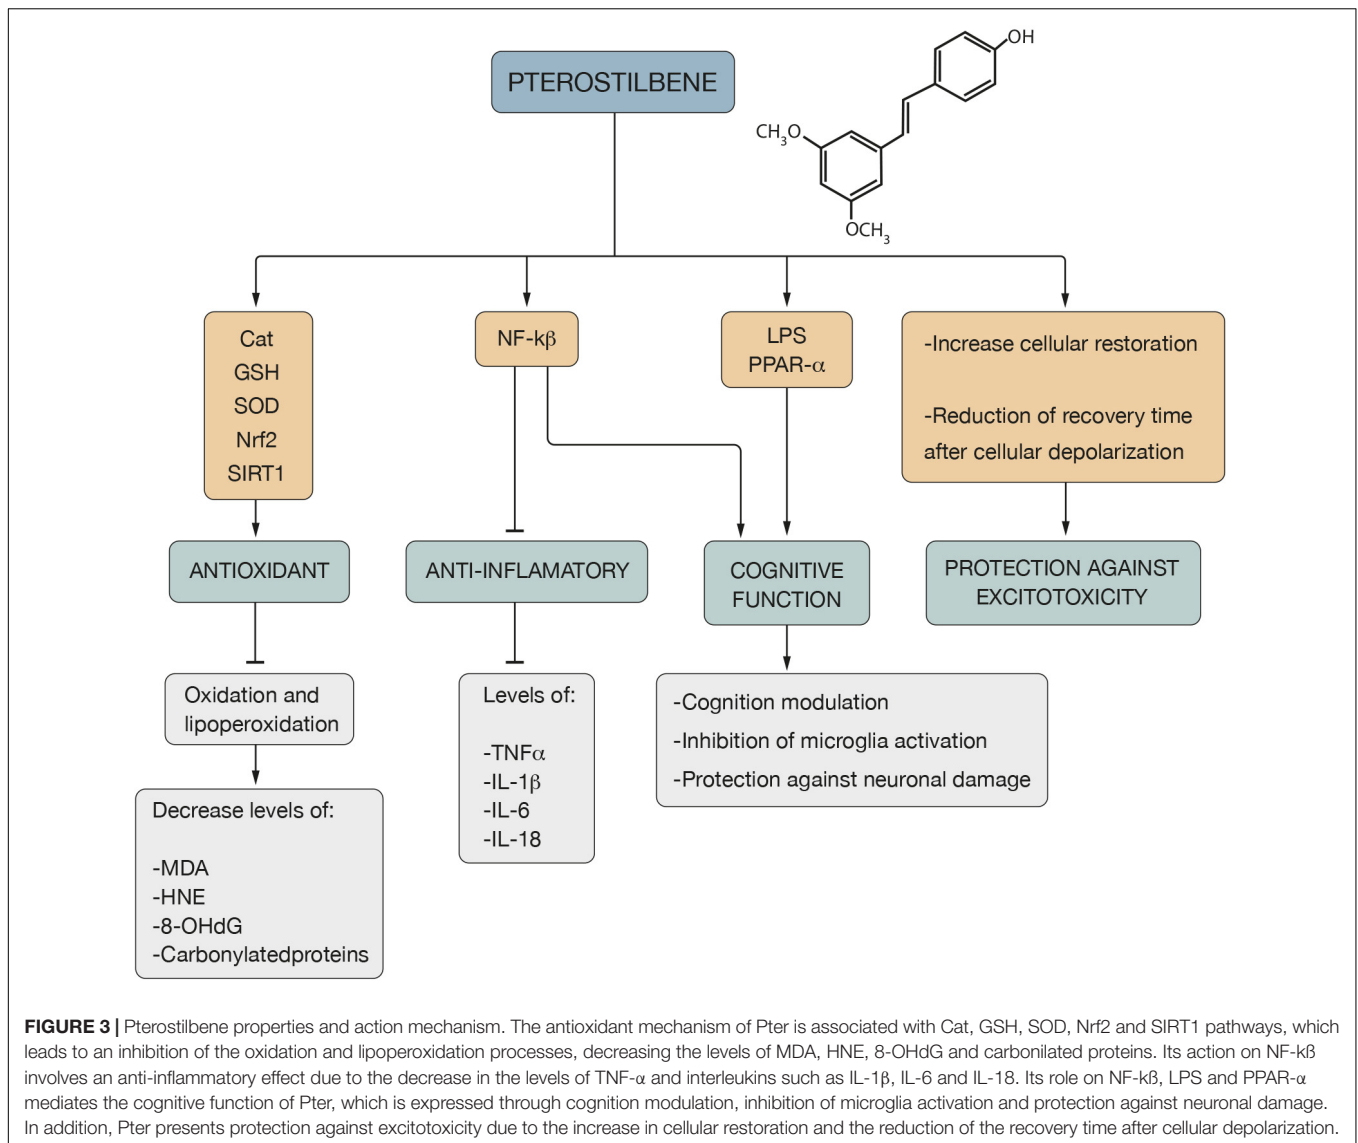 PTEROSTILBENE
OH
CH3O
OCH3
Cat
GSH
SOD
Nrf2
SIRT1
NF-kβ
LPS
PPAR-α
-Increase cellular restoration
-Reduction of recovery time
after cellular depolarization
ANTIOXIDANT
ANTI-INFLAMATORY
COGNITIVE
FUNCTION
PROTECTION AGAINST
EXCITOTOXICITY
Oxidation and
lipoperoxidation
Levels of:
-TNFα
-IL-1β
-IL-6
-IL-18
-Cognition modulation
-Inhibition of microglia activation
-Protection against neuronal damage
Decrease levels of:
-MDA
-HNE
-8-OHdG
-Carbonylatedproteins
FIGURE 3 | Pterostilbene properties and action mechanism. The antioxidant mechanism of Pter is associated with Cat, GSH, SOD, Nrf2 and SIRT1 pathways, which
leads to an inhibition of the oxidation and lipoperoxidation processes, decreasing the levels of MDA, HNE, 8-OHdG and carbonilated proteins. Its action on NF-kß
involves an anti-inflammatory effect due to the decrease in the levels of TNF-α and interleukins such as IL-1β, IL-6 and IL-18. Its role on NF-kß, LPS and PPAR-α
mediates the cognitive function of Pter, which is expressed through cognition modulation, inhibition of microglia activation and protection against neuronal damage.
In addition, Pter presents protection against excitotoxicity due to the increase in cellular restoration and the reduction of the recovery time after cellular depolarization.